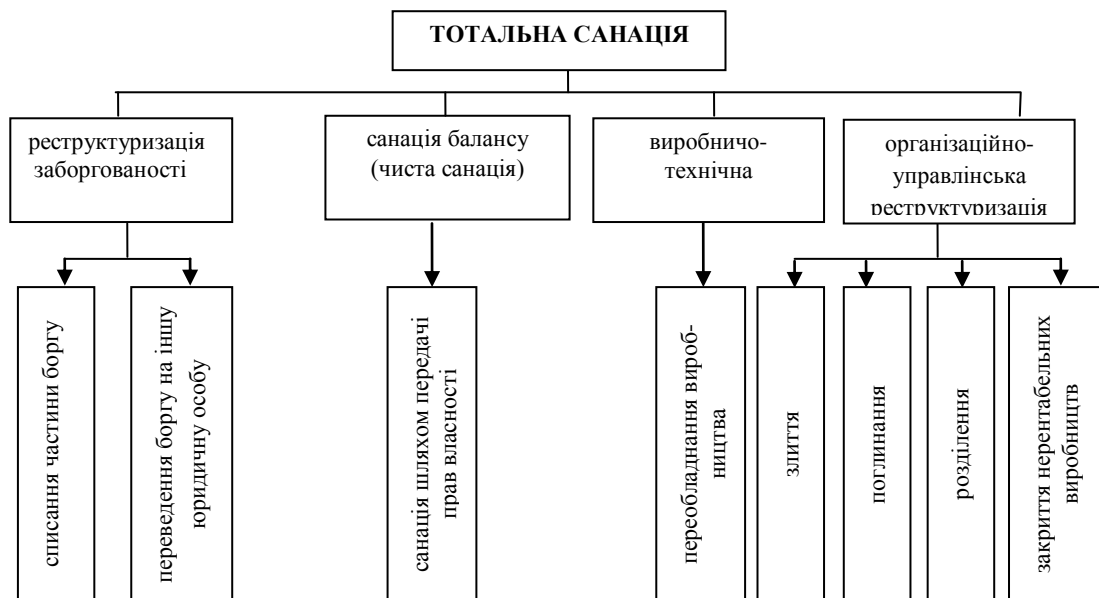 ТОТАЛЬНА САНАЦІЯ
реструктуризація
заборгованості
санація балансу
(чиста санація)
виробничо-
технічна
організаційно-
управлінська
реструктуризація
списання частини боргу
переведення боргу на іншу
юридичну особу
санація шляхом передачі
прав власності
переобладнання вироб-
ництва
злиття
поглинання
розділення
закриття нерентабельних
виробництв